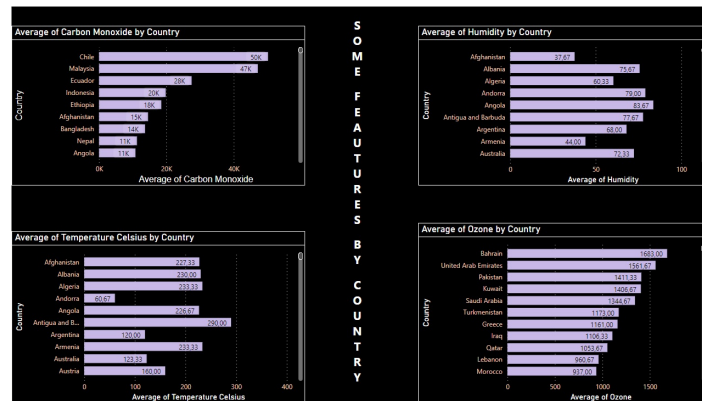 Average of Carbon Monoxide by Country
Country
Chile 50K
Malaysia 47K
Ecuador 28K
Indonesia 20K
Ethiopia 18K
Afghanistan 15K
Bangladesh 14K
Nepal 11K
Angola 11K
0K 20K 40K
Average of Carbon Monoxide
SOME FEAUTURES BY COUNTRY
Average of Humidity by Country
Country
Afghanistan 37,67
Albania 75,67
Algeria 60,33
Andorra 79,00
Angola 83,67
Antigua and Barbuda 77,67
Argentina 68,00
Armenia 44,00
Australia 72,33
0 50 100
Average of Humidity
Average of Temperature Celsius by Country
Country
Afghanistan 227,33
Albania 230,00
Algeria 233,33
Andorra 60,67
Angola 226,67
Antigua and B... 290,00
Argentina 120,00
Armenia 233,33
Australia 123,33
Austria 160,00
0 100 200 300 400
Average of Temperature Celsius
Average of Ozone by Country
Country
Bahrain 1683,00
United Arab Emirates 1561,67
Pakistan 1411,33
Kuwait 1406,67
Saudi Arabia 1344,67
Turkmenistan 1173,00
Greece 1161,00
Iraq 1106,33
Qatar 1053,67
Lebanon 960,67
Morocco 937,00
0 500 1000 1500
Average of Ozone